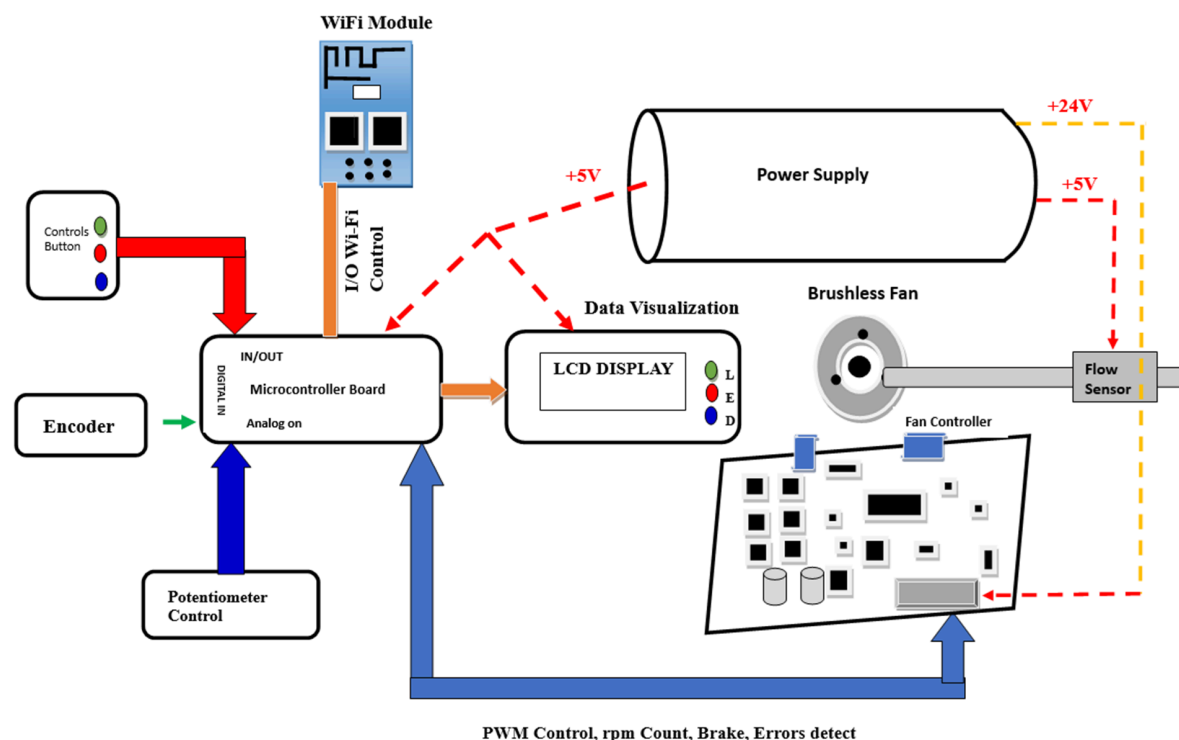 WiFi Module
+24V
+5V
Power Supply
+5V
Controls
Button
I/O Wi-Fi
Control
Brushless Fan
Data Visualization
IN/OUT
DIGITAL IN
Microcontroller Board
Analog on
LCD DISPLAY
L
E
D
Flow
Sensor
Encoder
Fan Controller
Potentiometer
Control
PWM Control, rpm Count, Brake, Errors detect